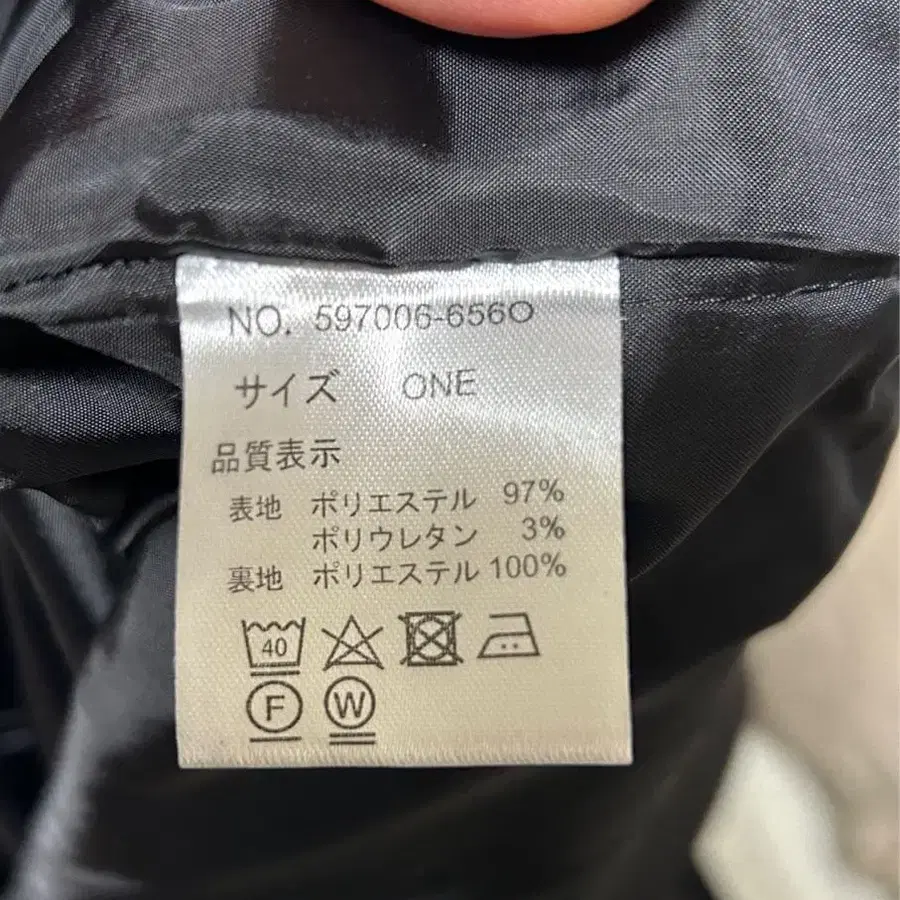 NO. 597006-656O
サイズ ONE
品質表示
表地 ポリエステル 97%
ポリウレタン 3%
裏地 ポリエステル 100%
40
F W